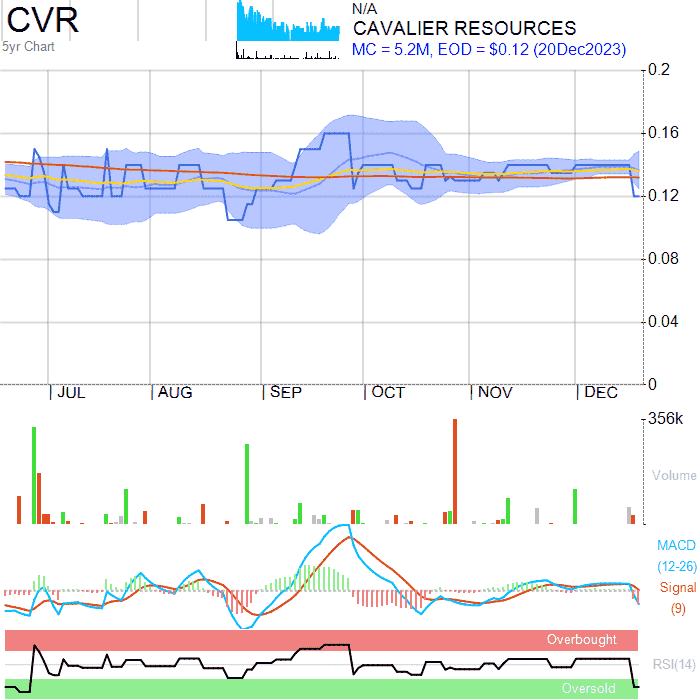 CVR
5yr Chart
N/A
CAVALIER RESOURCES
MC = 5.2M, EOD = $0.12 (20Dec2023)
0.2
0.16
0.12
0.08
0.04
0
JUL AUG SEP OCT NOV DEC
356k
Volume
MACD
(12-26)
Signal
(9)
Overbought
RSI(14)
Oversold